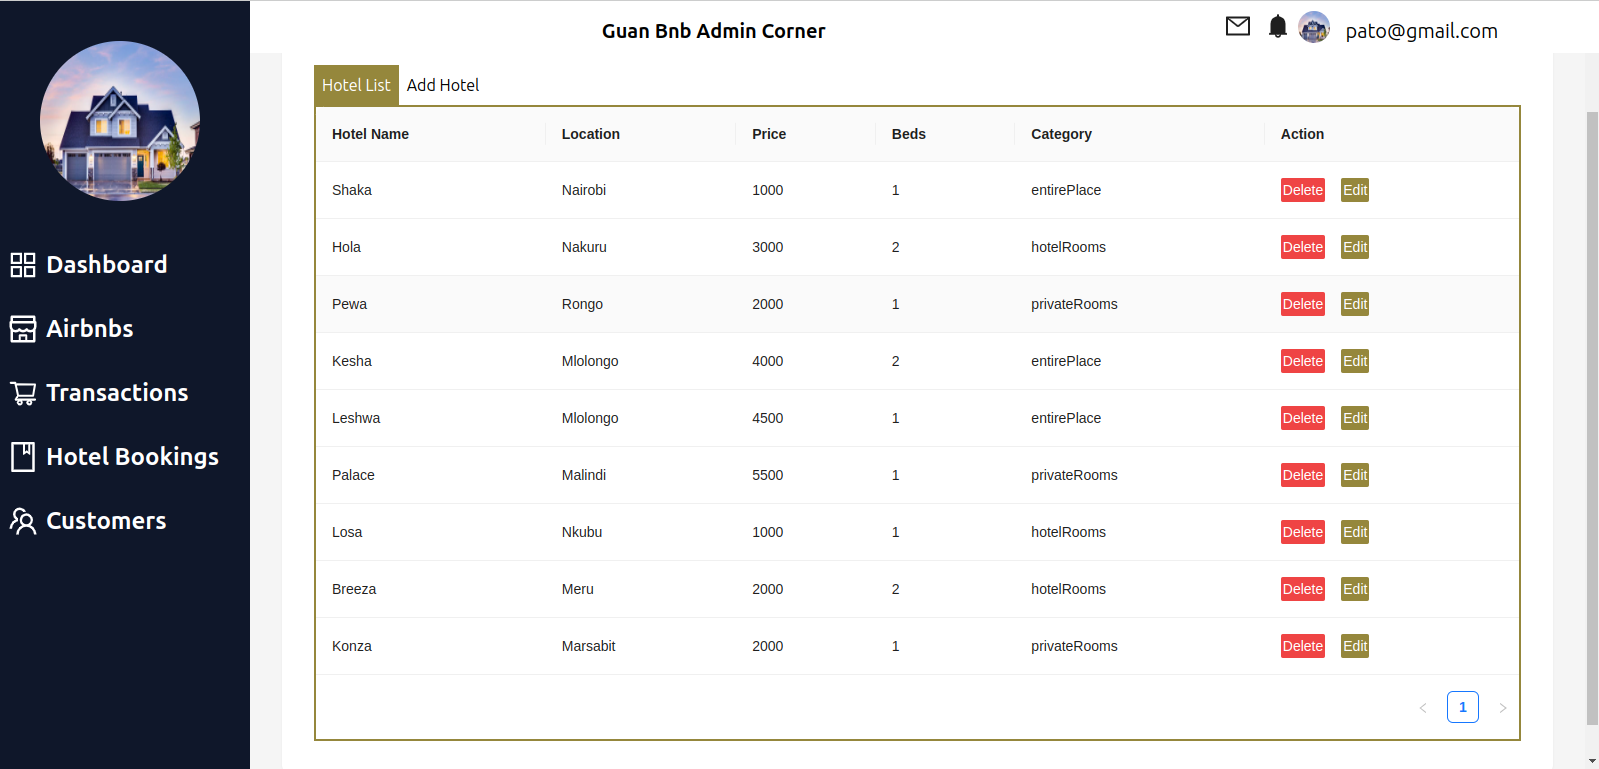 Guan Bnb Admin Corner
pato@gmail.com
Dashboard
Airbnbs
Transactions
Hotel Bookings
Customers
Hotel List Add Hotel
Hotel Name Location Price Beds Category Action
Shaka Nairobi 1000 1 entirePlace Delete Edit
Hola Nakuru 3000 2 hotelRooms Delete Edit
Pewa Rongo 2000 1 privateRooms Delete Edit
Kesha Mlolongo 4000 2 entirePlace Delete Edit
Leshwa Mlolongo 4500 1 entirePlace Delete Edit
Palace Malindi 5500 1 privateRooms Delete Edit
Losa Nkubu 1000 1 hotelRooms Delete Edit
Breeza Meru 2000 2 hotelRooms Delete Edit
Konza Marsabit 2000 1 privateRooms Delete Edit
< 1 >